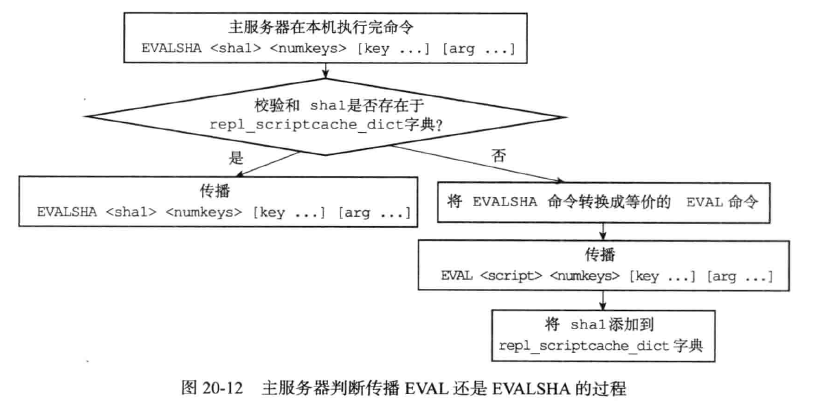 主服务器在本机执行完命令
EVALSHA <sha1> <numkeys> [key ...] [arg ...]
校验和 sha1是否存在于
repl_scriptcache_dict字典?
是
否
传播
EVALSHA <sha1> <numkeys> [key ...] [arg ...]
将 EVALSHA 命令转换成等价的 EVAL 命令
传播
EVAL <script> <numkeys> [key ...] [arg ...]
将 sha1添加到
repl_scriptcache_dict 字典
图 20-12 主服务器判断传播 EVAL 还是 EVALSHA 的过程